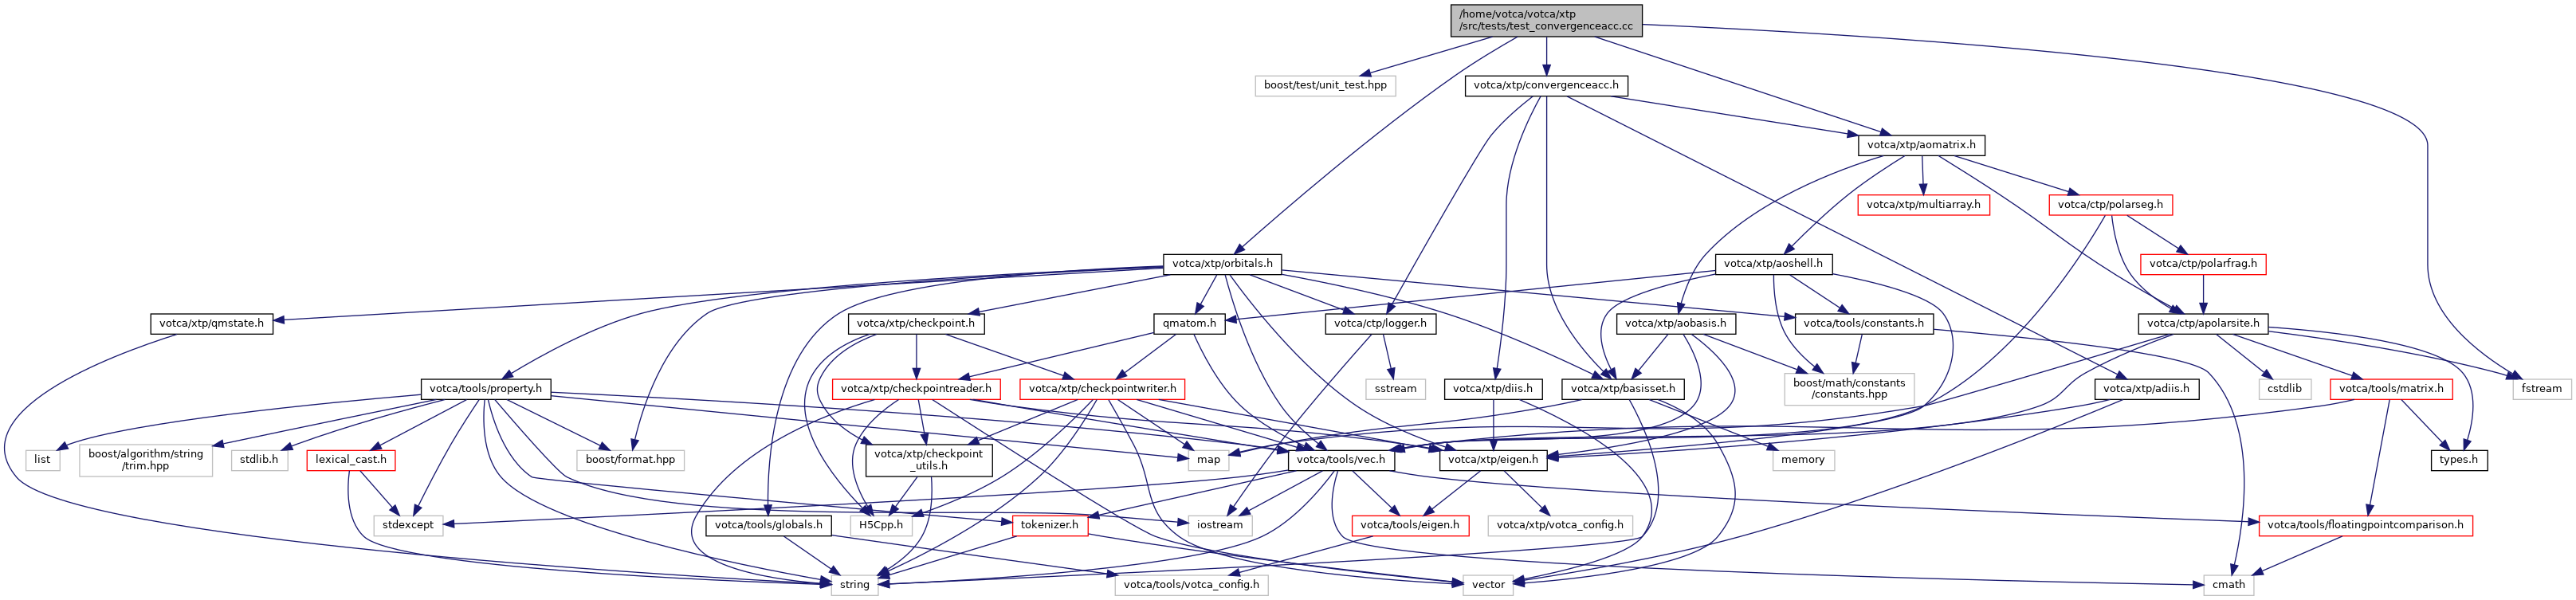 /home/votca/votca/xtp
/src/tests/test_convergenceacc.cc
boost/test/unit_test.hpp
votca/xtp/convergenceacc.h
votca/xtp/aomatrix.h
votca/xtp/multiarray.h
votca/ctp/polarseg.h
votca/xtp/orbitals.h
votca/xtp/aoshell.h
votca/ctp/polarfrag.h
votca/xtp/qmstate.h
votca/xtp/checkpoint.h
qmatom.h
votca/ctp/logger.h
votca/xtp/aobasis.h
votca/tools/constants.h
votca/ctp/apolarsite.h
votca/tools/property.h
votca/xtp/checkpointreader.h
votca/xtp/checkpointwriter.h
sstream
votca/xtp/diis.h
votca/xtp/basisset.h
boost/math/constants
/constants.hpp
votca/xtp/adiis.h
cstdlib
votca/tools/matrix.h
fstream
list
boost/algorithm/string
/trim.hpp
stdlib.h
lexical_cast.h
boost/format.hpp
votca/xtp/checkpoint
_utils.h
map
votca/tools/vec.h
votca/xtp/eigen.h
memory
types.h
stdexcept
votca/tools/globals.h
H5Cpp.h
tokenizer.h
iostream
votca/tools/eigen.h
votca/xtp/votca_config.h
votca/tools/floatingpointcomparison.h
string
votca/tools/votca_config.h
vector
cmath